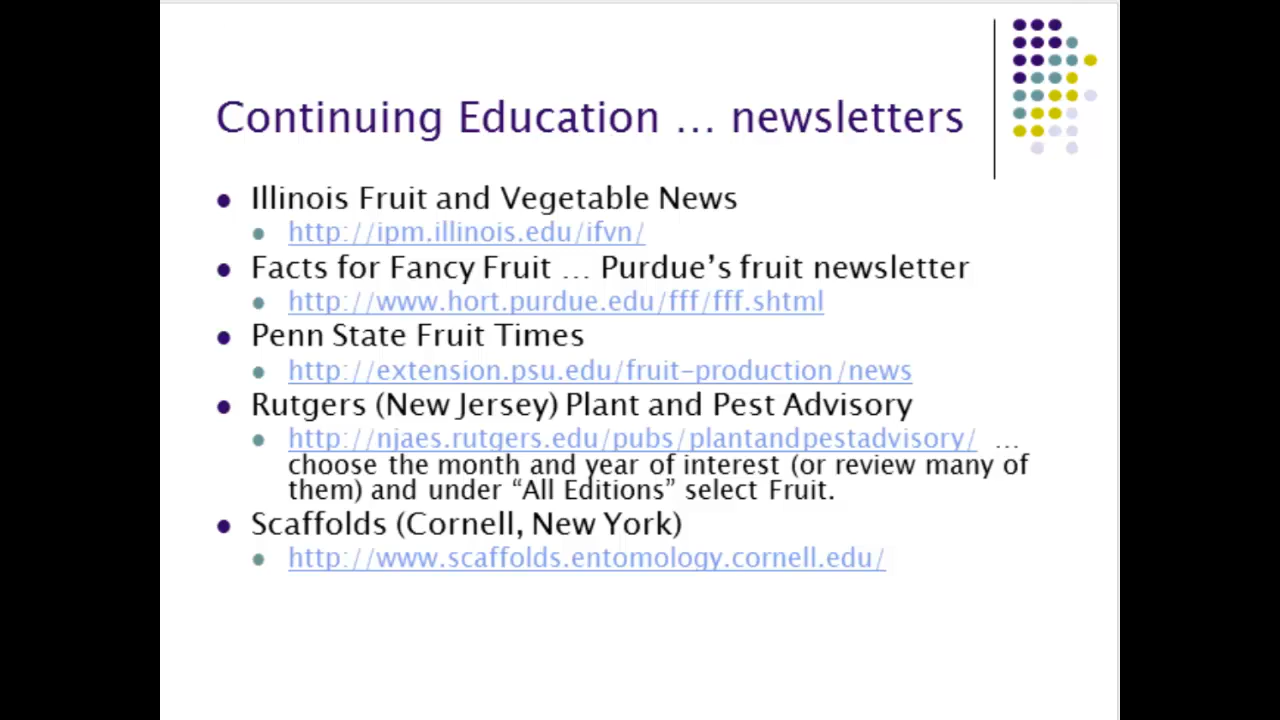 Continuing Education … newsletters
Illinois Fruit and Vegetable News
http://ipm.illinois.edu/ifvn/
Facts for Fancy Fruit … Purdue’s fruit newsletter
http://www.hort.purdue.edu/fff/fff.shtml
Penn State Fruit Times
http://extension.psu.edu/fruit-production/news
Rutgers (New Jersey) Plant and Pest Advisory
http://njaes.rutgers.edu/pubs/plantandpestadvisory/ …
choose the month and year of interest (or review many of
them) and under “All Editions” select Fruit.
Scaffolds (Cornell, New York)
http://www.scaffolds.entomology.cornell.edu/